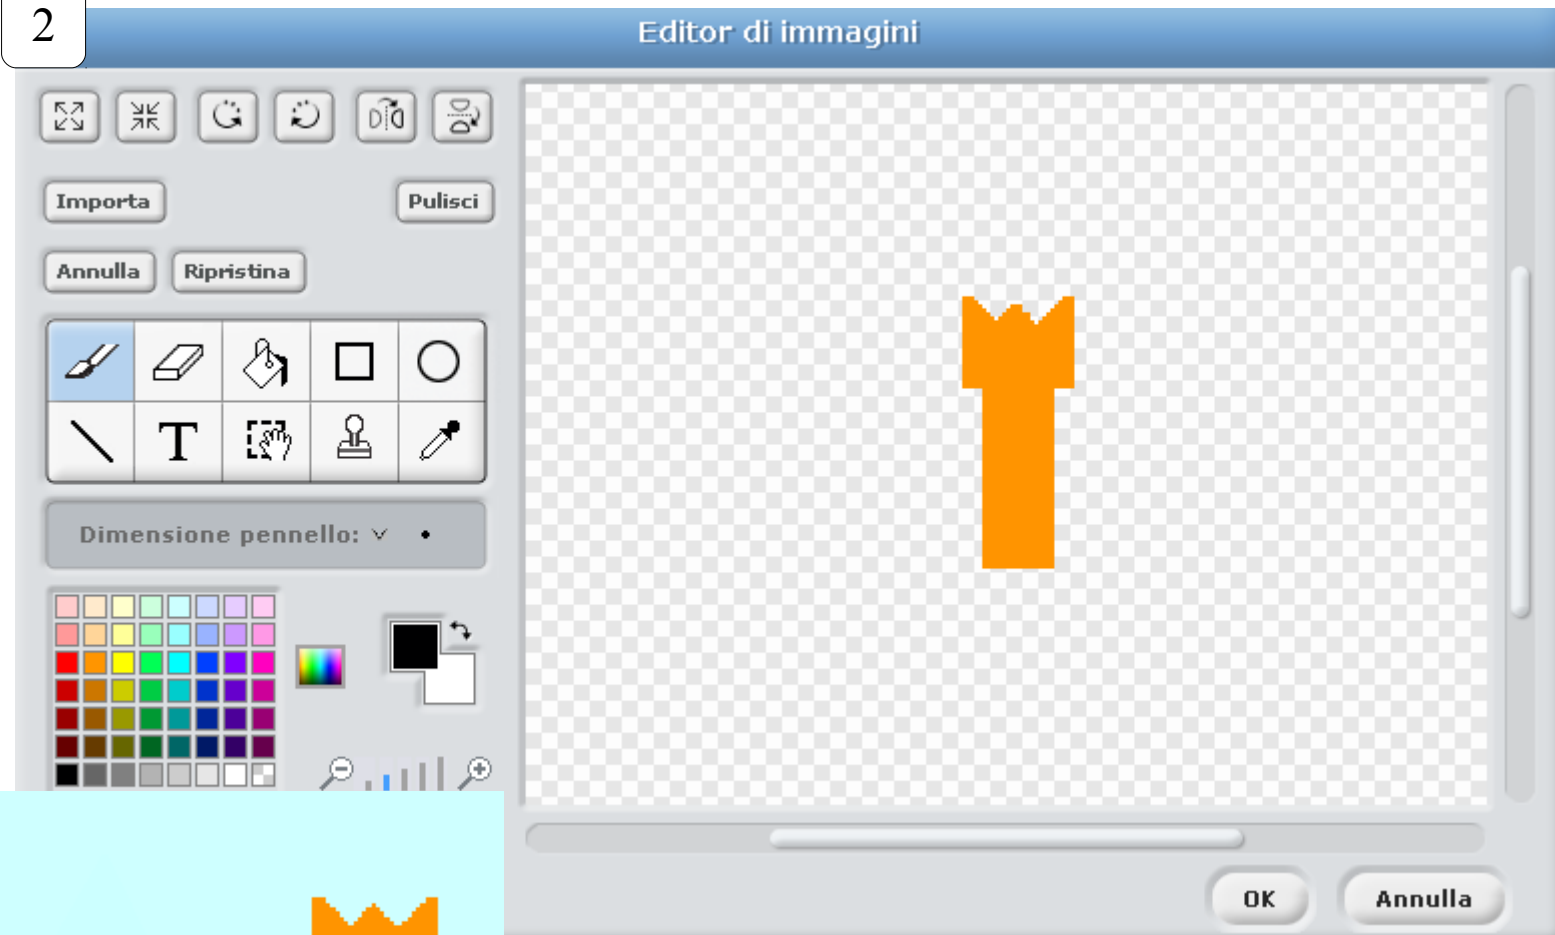 2
Editor di immagini
Importa
Pulisci
Annulla
Ripristina
T
Dimensione pennello:
OK
Annulla